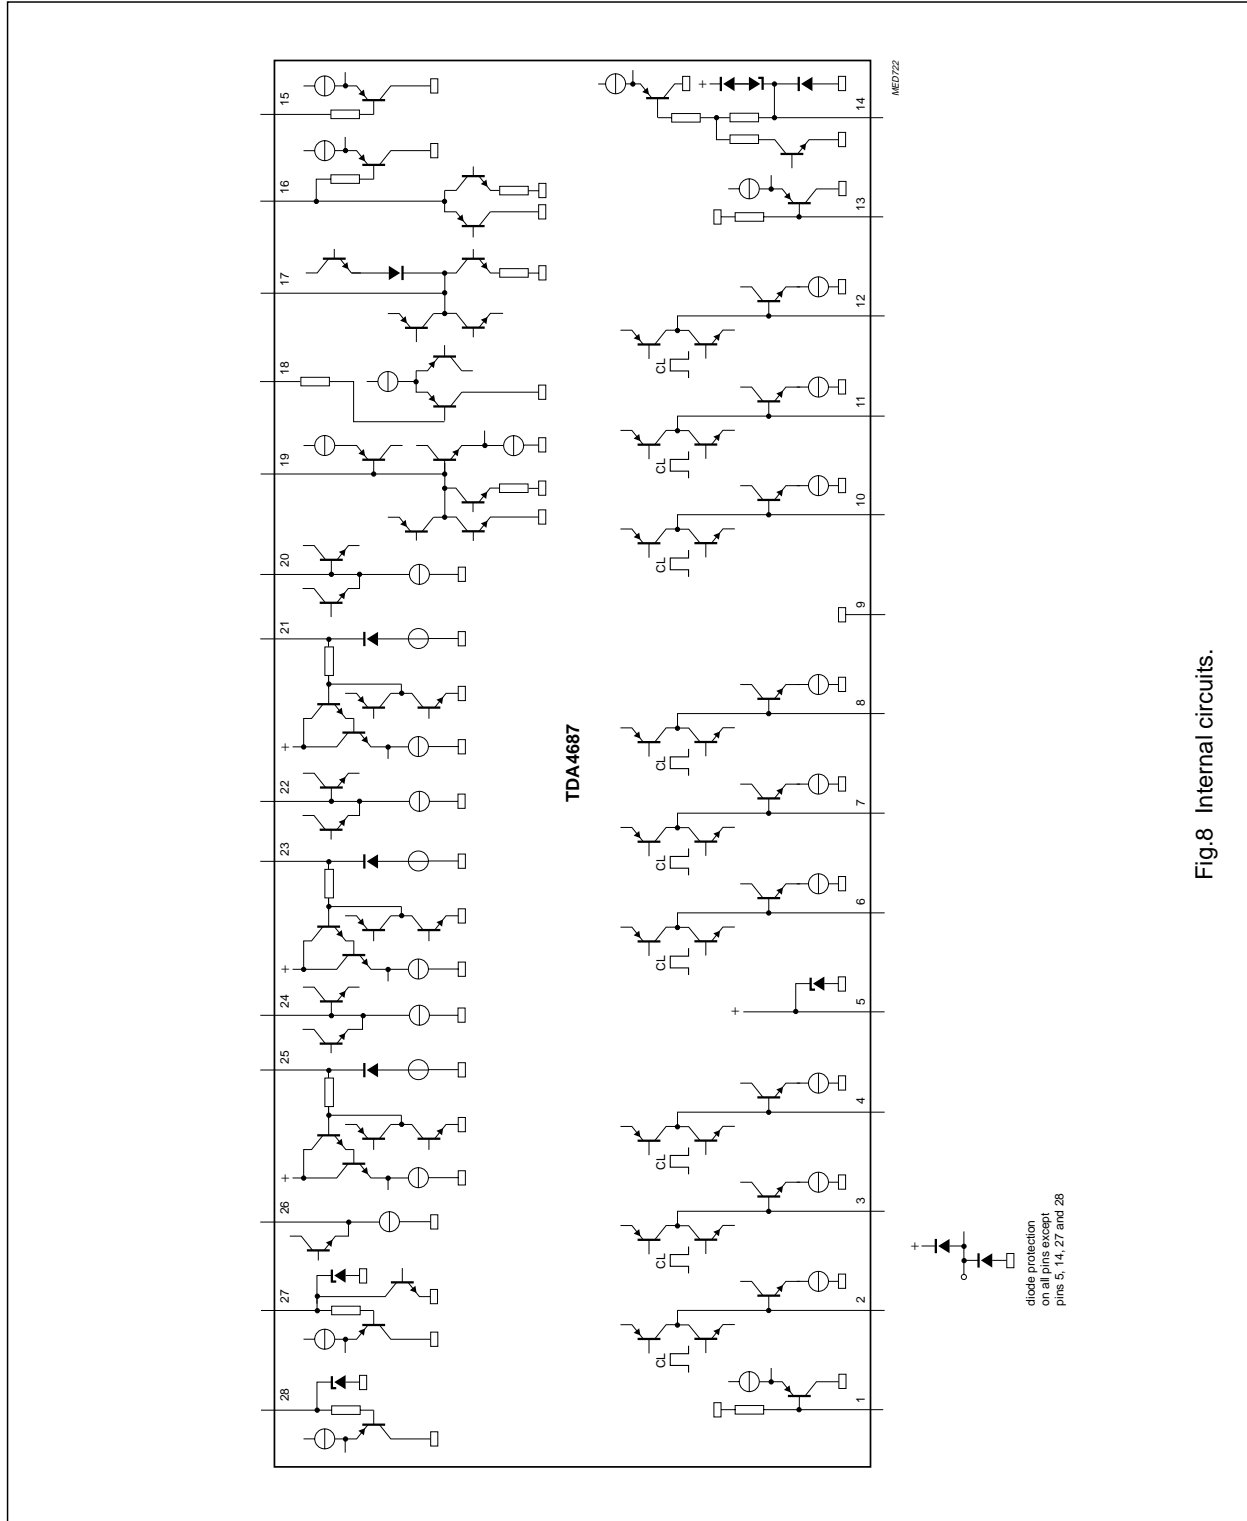 28
27
26
25
24
23
22
21
20
19
18
17
16
15
+
+
+
TDA4687
CL
CL
CL
CL
CL
CL
CL
CL
CL
+
+
1
2
3
4
5
6
7
8
9
10
11
12
13
14
MED722
+
diode protection
on all pins except
pins 5, 14, 27 and 28
Fig.8 Internal circuits.